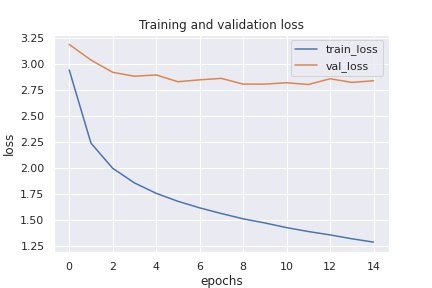 Training and validation loss
train_loss
val_loss
3.25
3.00
2.75
2.50
2.25
2.00
1.75
1.50
1.25
loss
0 2 4 6 8 10 12 14
epochs